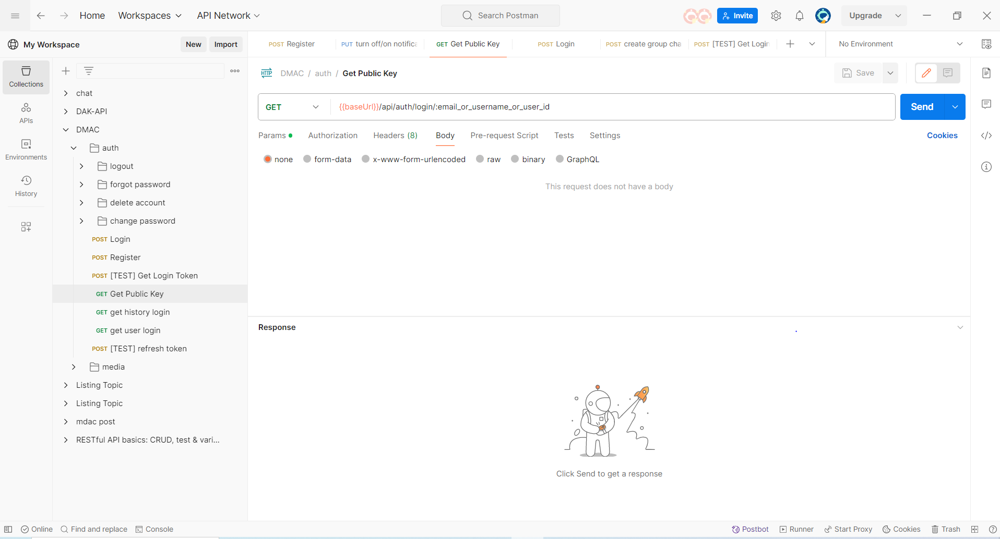 Home Workspaces API Network Search Postman Invite Upgrade
My Workspace New Import
POST Register PUT turn off/on notifica GET Get Public Key POST Login POST create group cha POST [TEST] Get Login No Environment
Collections
APIs
Environments
History
chat
DAK-API
DMAC
auth
logout
forgot password
delete account
change password
POST Login
POST Register
POST [TEST] Get Login Token
GET Get Public Key
GET get history login
GET get user login
POST [TEST] refresh token
media
Listing Topic
Listing Topic
mdac post
RESTful API basics: CRUD, test & vari...
HTTP DMAC / auth / Get Public Key Save
GET {{baseUrl}}/api/auth/login/:email_or_username_or_user_id Send
Params Authorization Headers (8) Body Pre-request Script Tests Settings Cookies
none form-data x-www-form-urlencoded raw binary GraphQL
This request does not have a body
Response
Click Send to get a response
Online Find and replace Console Postbot Runner Start Proxy Cookies Trash